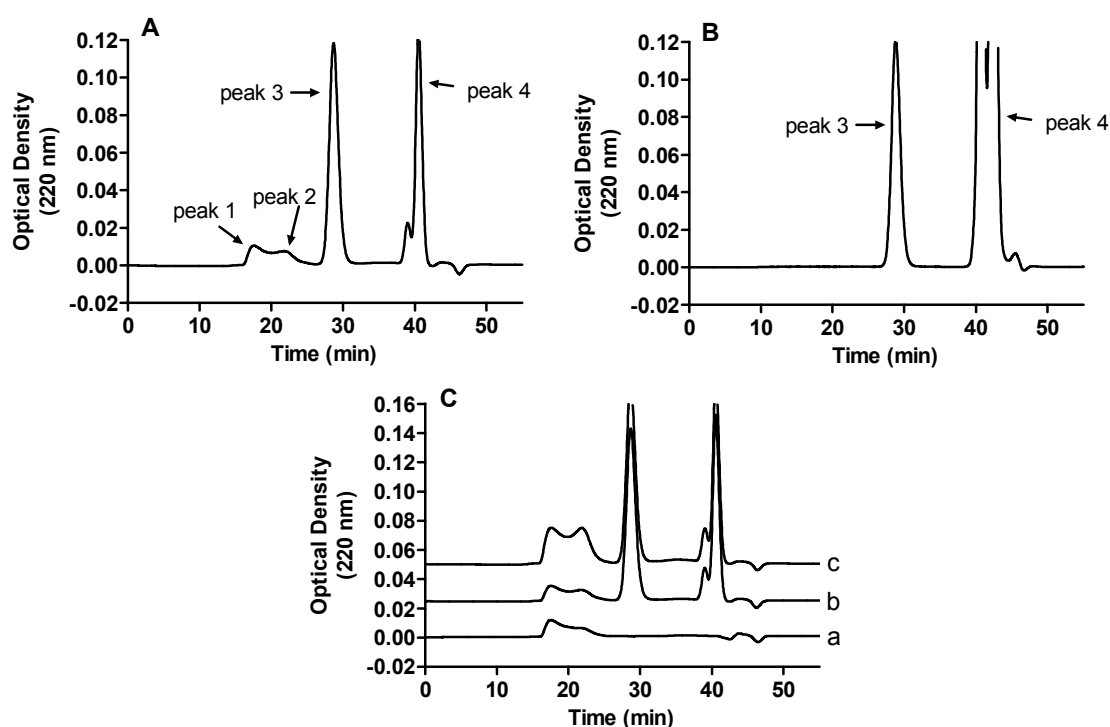 A
0.12
0.10
0.08
0.06
0.04
0.02
0.00
-0.02
Optical Density
(220 nm)
peak 1
peak 2
peak 3
peak 4
0 10 20 30 40 50
Time (min)
B
0.12
0.10
0.08
0.06
0.04
0.02
0.00
-0.02
Optical Density
(220 nm)
peak 3
peak 4
0 10 20 30 40 50
Time (min)
C
0.16
0.14
0.12
0.10
0.08
0.06
0.04
0.02
0.00
-0.02
Optical Density
(220 nm)
c
b
a
0 10 20 30 40 50
Time (min)